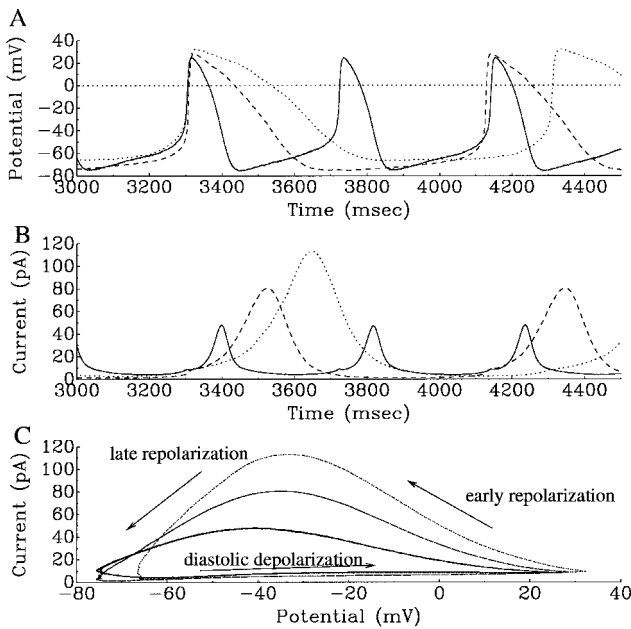 A
Potential (mV)
40
20
0
−20
−40
−60
−80
3000 3200 3400 3600 3800 4000 4200 4400
Time (msec)
B
Current (pA)
120
100
80
60
40
20
0
3000 3200 3400 3600 3800 4000 4200 4400
Time (msec)
C
Current (pA)
120
100
80
60
40
20
0
late repolarization
early repolarization
diastolic depolarization
−80 −60 −40 −20 0 20 40
Potential (mV)